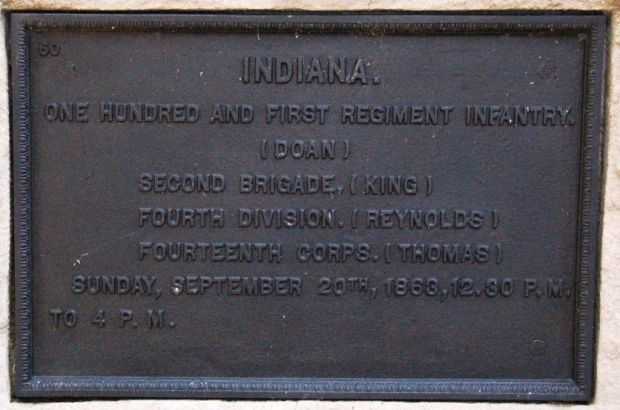 50
INDIANA.
ONE HUNDRED AND FIRST REGIMENT INFANTRY.
(DOAN)
SECOND BRIGADE. (KING)
FOURTH DIVISION. (REYNOLDS)
FOURTEENTH CORPS. (THOMAS)
SUNDAY, SEPTEMBER 20TH, 1863, 12.30 P.M.
TO 4 P.M.